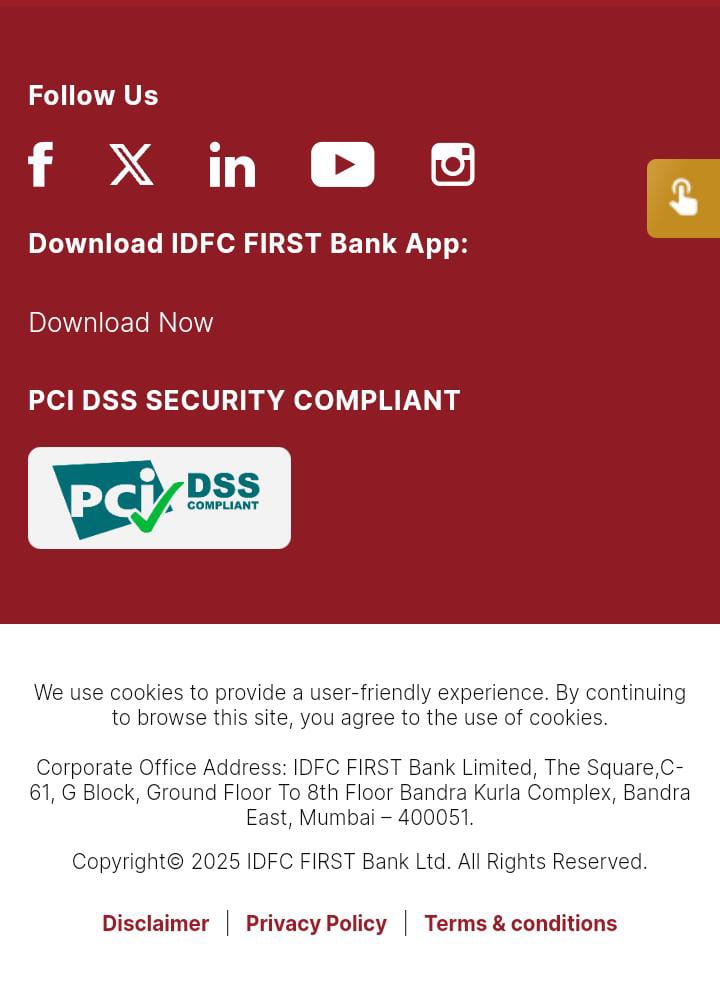 Follow Us
Download IDFC FIRST Bank App:
Download Now
PCI DSS SECURITY COMPLIANT
PCi DSS
COMPLIANT
We use cookies to provide a user-friendly experience. By continuing
to browse this site, you agree to the use of cookies.
Corporate Office Address: IDFC FIRST Bank Limited, The Square,C-
61, G Block, Ground Floor To 8th Floor Bandra Kurla Complex, Bandra
East, Mumbai – 400051.
Copyright© 2025 IDFC FIRST Bank Ltd. All Rights Reserved.
Disclaimer | Privacy Policy | Terms & conditions